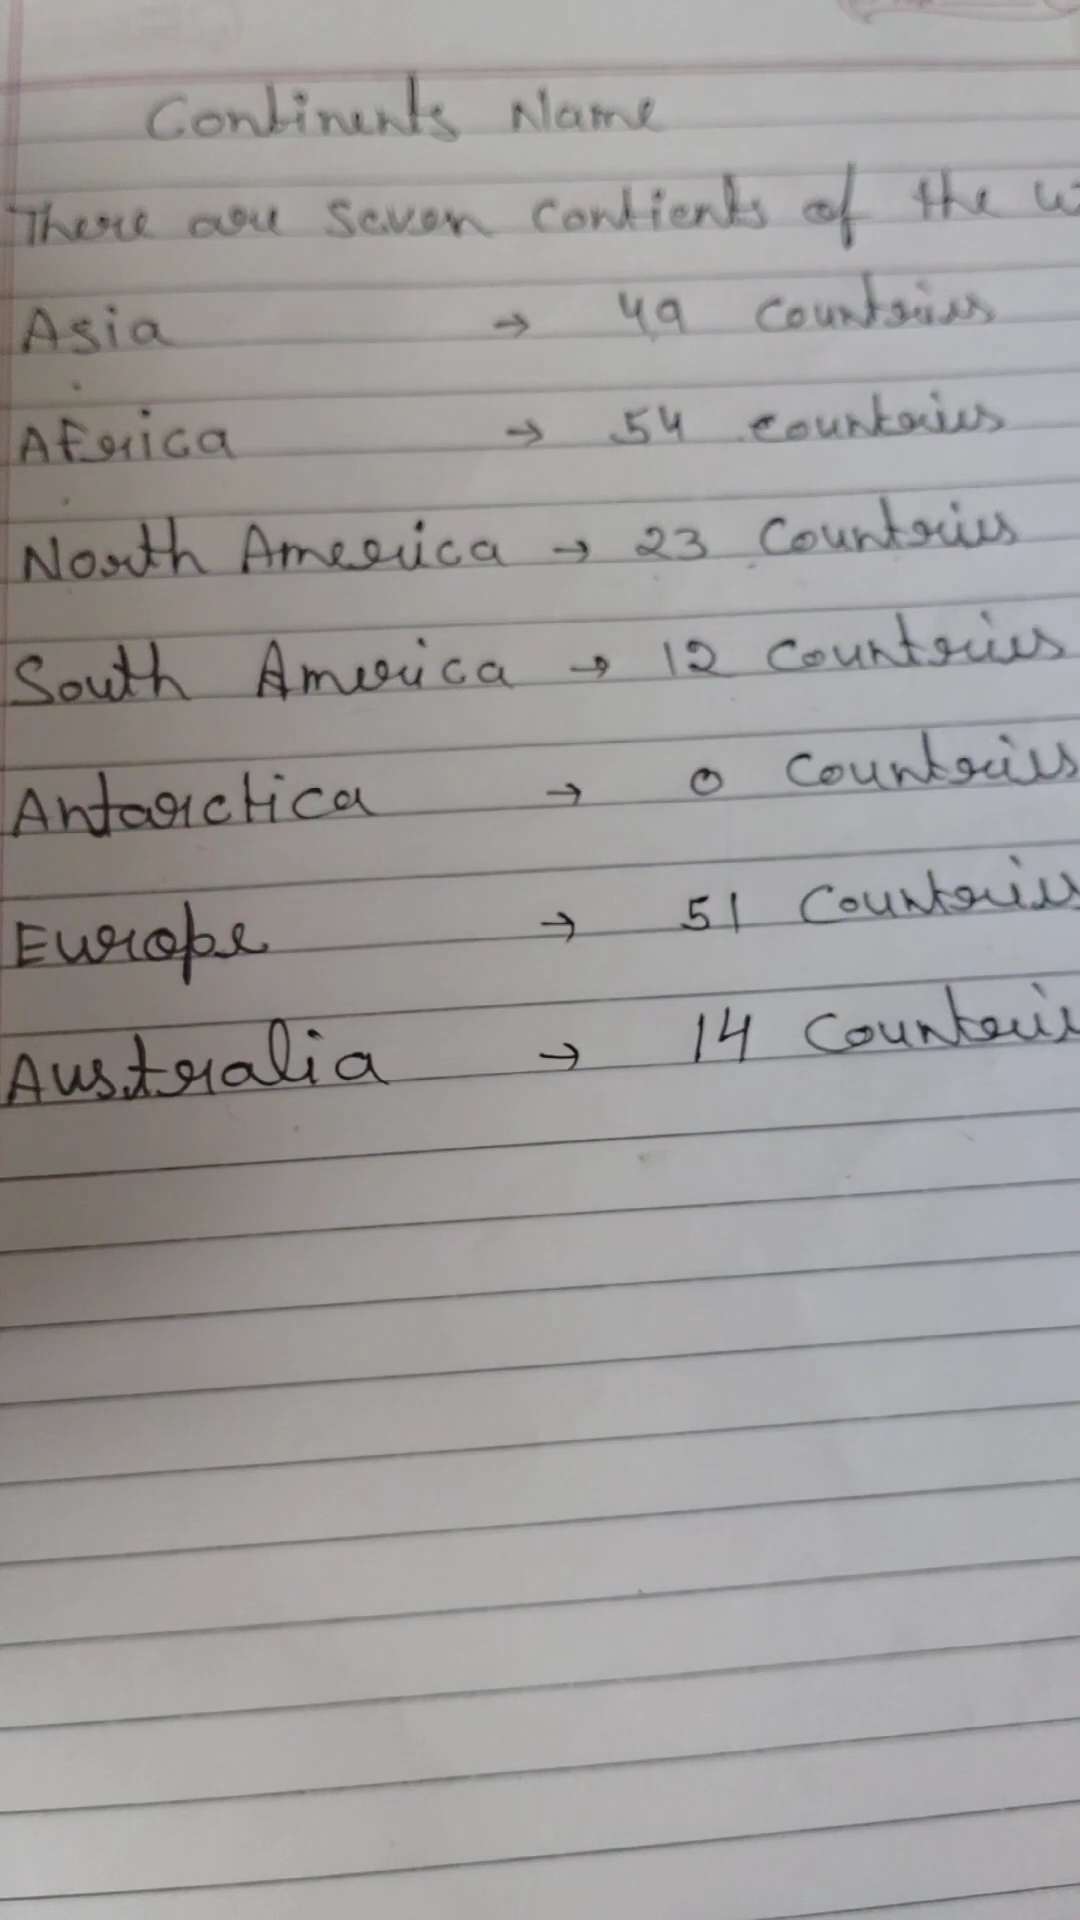 Continents Name
There are seven contients of the
Asia → 49 countries
Africa → 54 countries
North America → 23 Countries
South America → 12 countries
Antarctica → 0 Countries
Europe → 51 Countries
Australia → 14 Countries